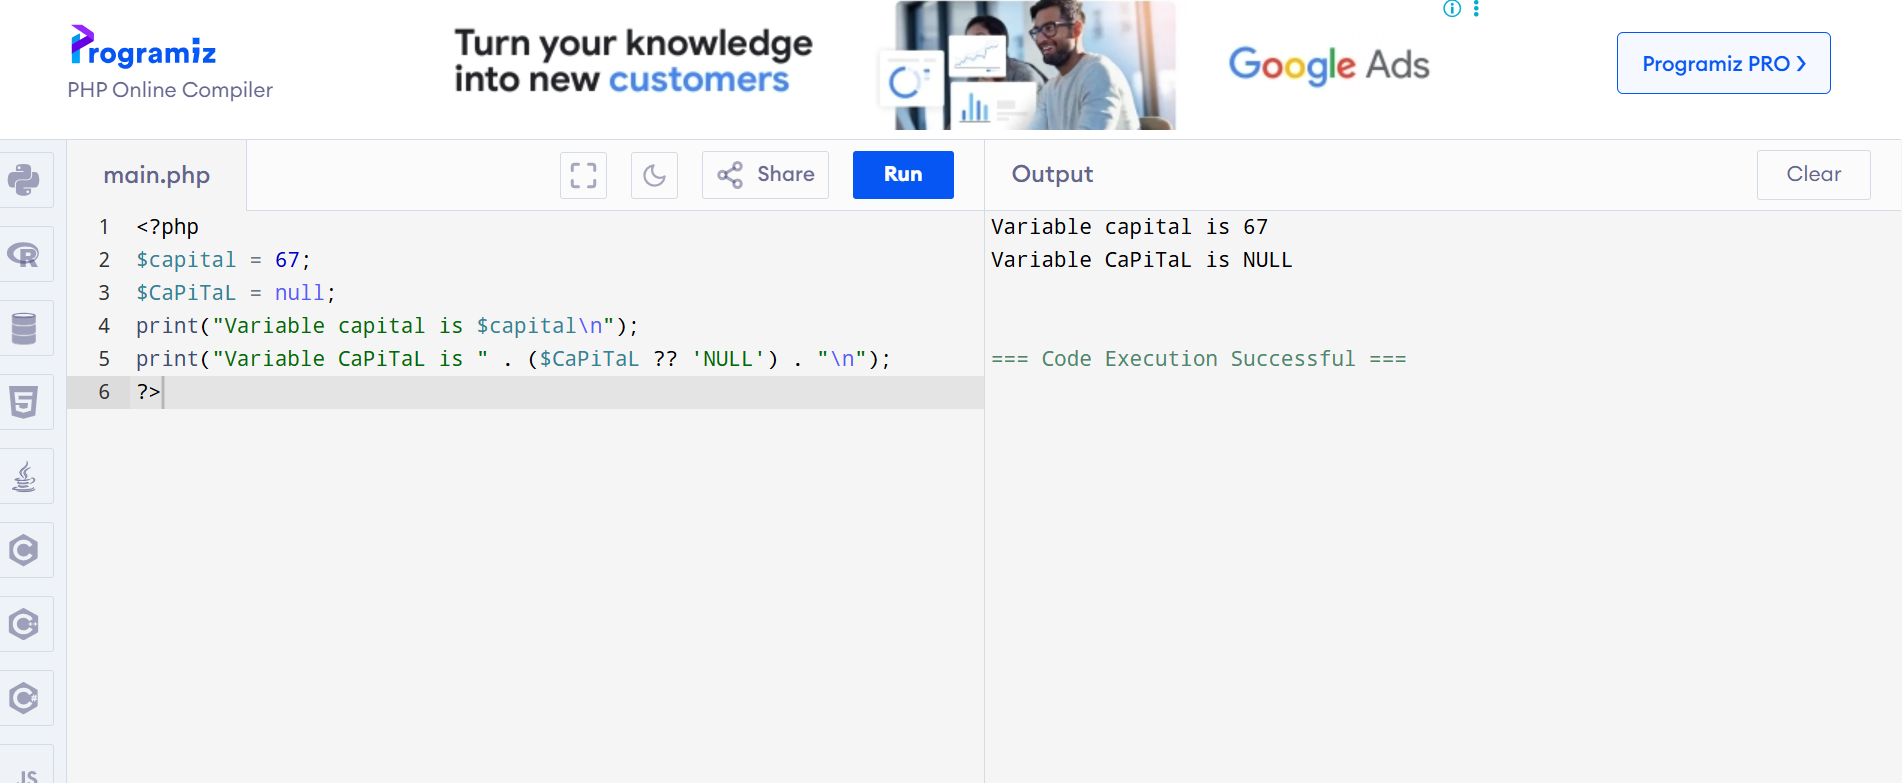 Programiz
PHP Online Compiler
Turn your knowledge
into new customers
Google Ads
Programiz PRO ❯
main.php
Share
Run
Output
Clear
1 <?php
2 $capital = 67;
3 $CaPiTaL = null;
4 print("Variable capital is $capital\n");
5 print("Variable CaPiTaL is " . ($CaPiTaL ?? 'NULL') . "\n");
6 ?>
Variable capital is 67
Variable CaPiTaL is NULL
=== Code Execution Successful ===
R
5
C
C++
C#
JS